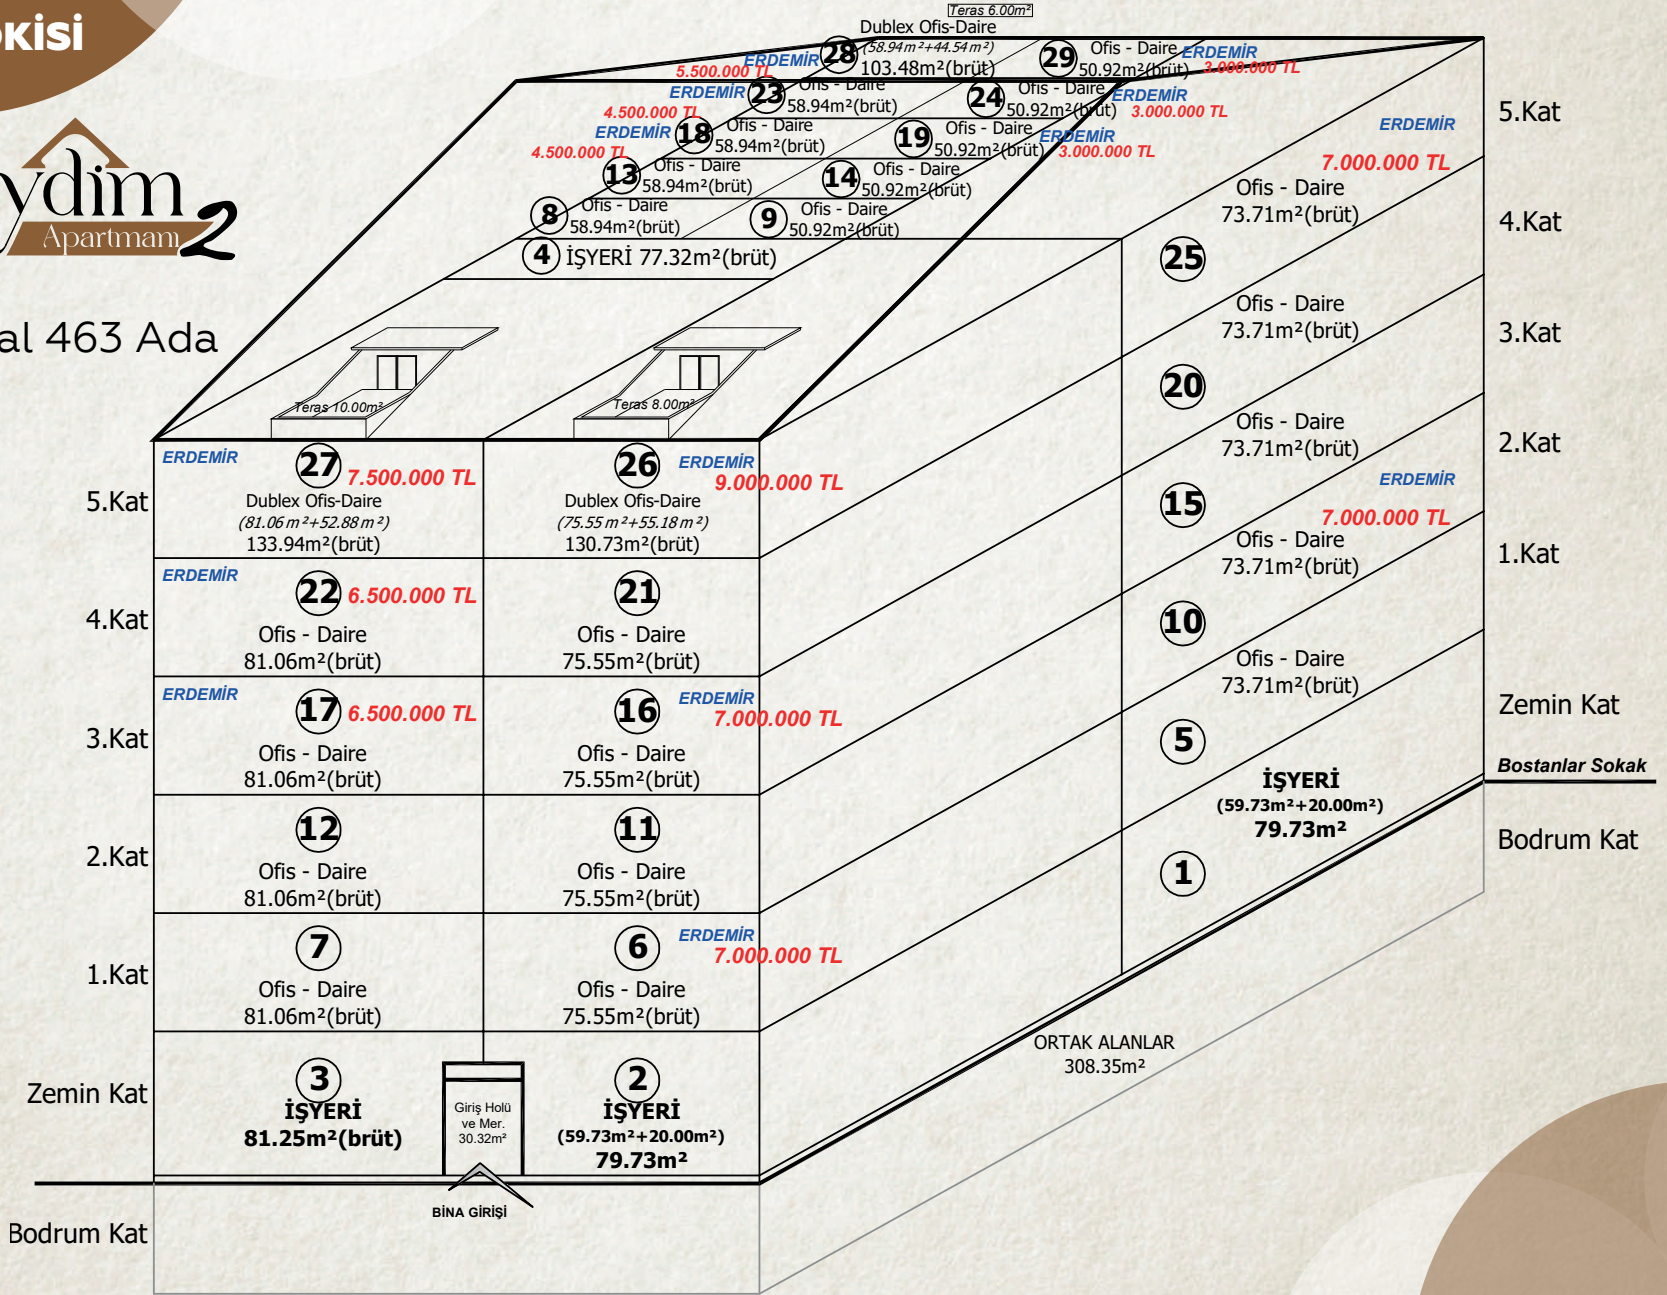 Teras 6.00m²
Dublex Ofis-Daire
(58.94m²+44.54m²)
28
103.48m²(brüt)
ERDEMİR
5.500.000 TL
29
Ofis - Daire
50.92m²(brüt)
ERDEMİR
3.000.000 TL
23
Ofis - Daire
58.94m²(brüt)
ERDEMİR
4.500.000 TL
24
Ofis - Daire
50.92m²(brüt)
ERDEMİR
3.000.000 TL
18
Ofis - Daire
58.94m²(brüt)
ERDEMİR
4.500.000 TL
19
Ofis - Daire
50.92m²(brüt)
ERDEMİR
3.000.000 TL
13
Ofis - Daire
58.94m²(brüt)
14
Ofis - Daire
50.92m²(brüt)
8
Ofis - Daire
58.94m²(brüt)
9
Ofis - Daire
50.92m²(brüt)
4 İŞYERİ 77.32m²(brüt)
KİSİ
ydim
Apartmanı 2
al 463 Ada
Teras 10.00m²
Teras 8.00m²
5.Kat
ERDEMİR
27
7.500.000 TL
Dublex Ofis-Daire
(81.06m²+52.88m²)
133.94m²(brüt)
26
ERDEMİR
9.000.000 TL
Dublex Ofis-Daire
(75.55m²+55.18m²)
130.73m²(brüt)
4.Kat
ERDEMİR
22
6.500.000 TL
Ofis - Daire
81.06m²(brüt)
21
Ofis - Daire
75.55m²(brüt)
3.Kat
ERDEMİR
17
6.500.000 TL
Ofis - Daire
81.06m²(brüt)
16
ERDEMİR
7.000.000 TL
Ofis - Daire
75.55m²(brüt)
2.Kat
12
Ofis - Daire
81.06m²(brüt)
11
Ofis - Daire
75.55m²(brüt)
1.Kat
7
Ofis - Daire
81.06m²(brüt)
6
ERDEMİR
7.000.000 TL
Ofis - Daire
75.55m²(brüt)
Zemin Kat
3
İŞYERİ
81.25m²(brüt)
Giriş Holü
ve Mer.
30.32m²
2
İŞYERİ
(59.73m²+20.00m²)
79.73m²
BİNA GİRİŞİ
Bodrum Kat
ERDEMİR
7.000.000 TL
Ofis - Daire
73.71m²(brüt)
25
Ofis - Daire
73.71m²(brüt)
20
Ofis - Daire
73.71m²(brüt)
15
ERDEMİR
7.000.000 TL
Ofis - Daire
73.71m²(brüt)
10
Ofis - Daire
73.71m²(brüt)
5
İŞYERİ
(59.73m²+20.00m²)
79.73m²
1
ORTAK ALANLAR
308.35m²
5.Kat
4.Kat
3.Kat
2.Kat
1.Kat
Zemin Kat
Bostanlar Sokak
Bodrum Kat